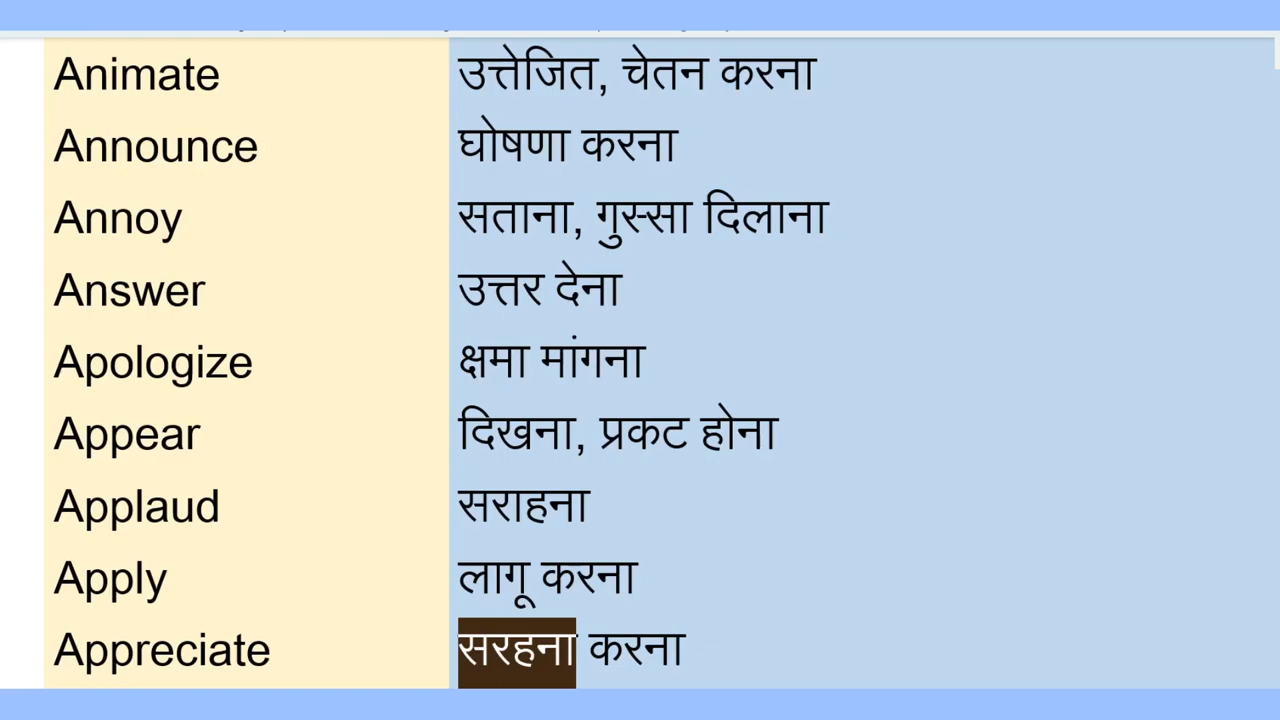 Animate उत्तेजित, चेतन करना
Announce घोषणा करना
Annoy सताना, गुस्सा दिलाना
Answer उत्तर देना
Apologize क्षमा मांगना
Appear दिखना, प्रकट होना
Applaud सराहना
Apply लागू करना
Appreciate सरहना करना